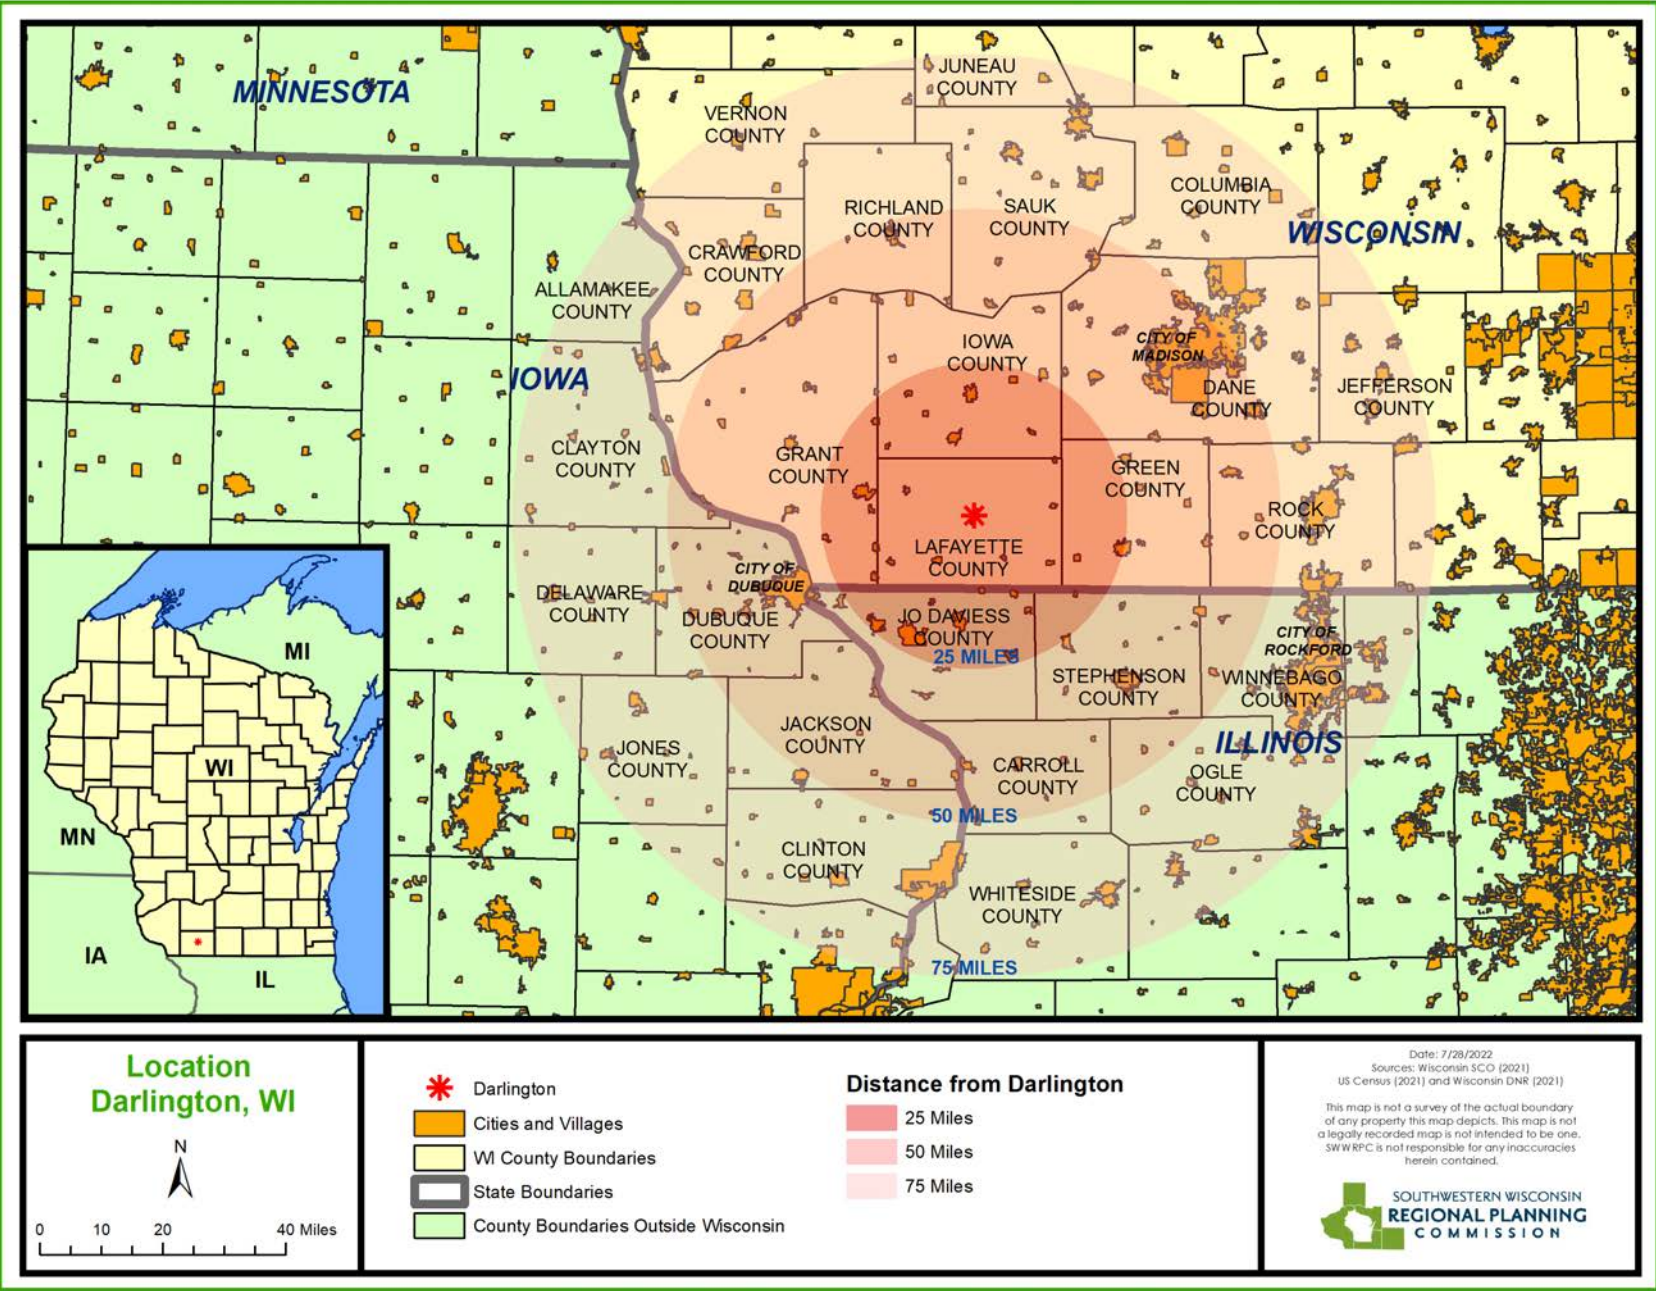 MINNESOTA
JUNEAU
COUNTY
VERNON
COUNTY
COLUMBIA
COUNTY
RICHLAND
COUNTY
SAUK
COUNTY
WISCONSIN
CRAWFORD
COUNTY
ALLAMAKEE
COUNTY
IOWA
COUNTY
CITY OF
MADISON
IOWA
DANE
COUNTY
JEFFERSON
COUNTY
CLAYTON
COUNTY
GRANT
COUNTY
GREEN
COUNTY
ROCK
COUNTY
LAFAYETTE
COUNTY
CITY OF
DUBUQUE
DELAWARE
COUNTY
DUBUQUE
COUNTY
JO DAVIESS
COUNTY
25 MILES
CITY OF
ROCKFORD
STEPHENSON
COUNTY
WINNEBAGO
COUNTY
JACKSON
COUNTY
JONES
COUNTY
ILLINOIS
CARROLL
COUNTY
OGLE
COUNTY
50 MILES
CLINTON
COUNTY
WHITESIDE
COUNTY
75 MILES
MI
WI
MN
IA
IL
Location
Darlington, WI
N
0 10 20 40 Miles
Darlington
Cities and Villages
WI County Boundaries
State Boundaries
County Boundaries Outside Wisconsin
Distance from Darlington
25 Miles
50 Miles
75 Miles
Date: 7/28/2022
Sources: Wisconsin SCO (2021)
US Census (2021) and Wisconsin DNR (2021)
This map is not a survey of the actual boundary
of any property this map depicts. This map is not
a legally recorded map is not intended to be one.
SWWRPC is not responsible for any inaccuracies
herein contained.
SOUTHWESTERN WISCONSIN
REGIONAL PLANNING
COMMISSION